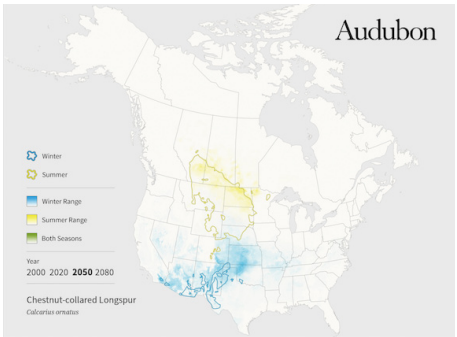 Audubon
Winter
Summer
Winter Range
Summer Range
Both Seasons
Year
2000 2020 2050 2080
Chestnut-collared Longspur
Calcarius ornatus